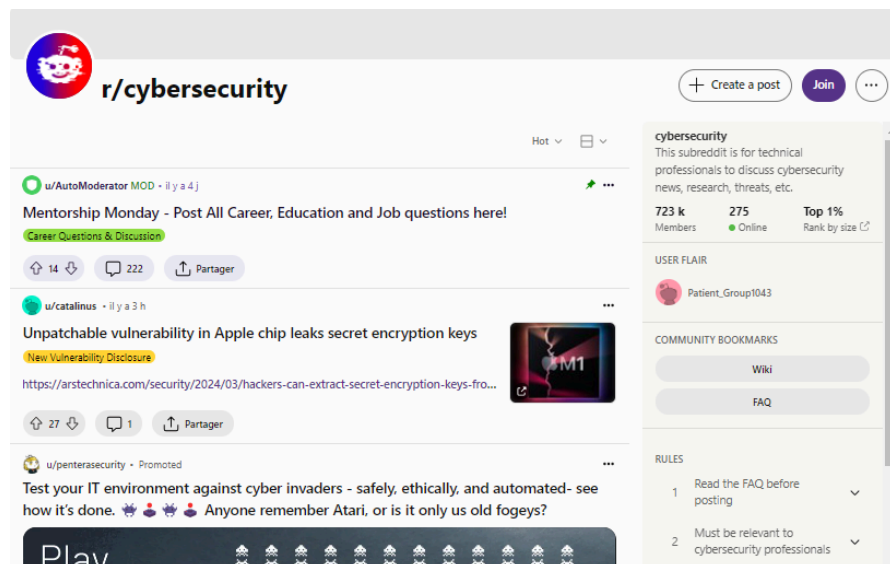 r/cybersecurity
Create a post
Join
Hot
u/AutoModerator MOD • il y a 4 j
Mentorship Monday - Post All Career, Education and Job questions here!
Career Questions & Discussion
14
222
Partager
u/catalinus • il y a 3 h
Unpatchable vulnerability in Apple chip leaks secret encryption keys
New Vulnerability Disclosure
https://arstechnica.com/security/2024/03/hackers-can-extract-secret-encryption-keys-fro...
M1
27
1
Partager
u/penterasecurity • Promoted
Test your IT environment against cyber invaders - safely, ethically, and automated- see
how it's done. 👾 🕹️ 👾 🕹️ Anyone remember Atari, or is it only us old fogeys?
Play
cybersecurity
This subreddit is for technical
professionals to discuss cybersecurity
news, research, threats, etc.
723 k 275 Top 1%
Members Online Rank by size
USER FLAIR
Patient_Group1043
COMMUNITY BOOKMARKS
Wiki
FAQ
RULES
1 Read the FAQ before
posting
2 Must be relevant to
cybersecurity professionals